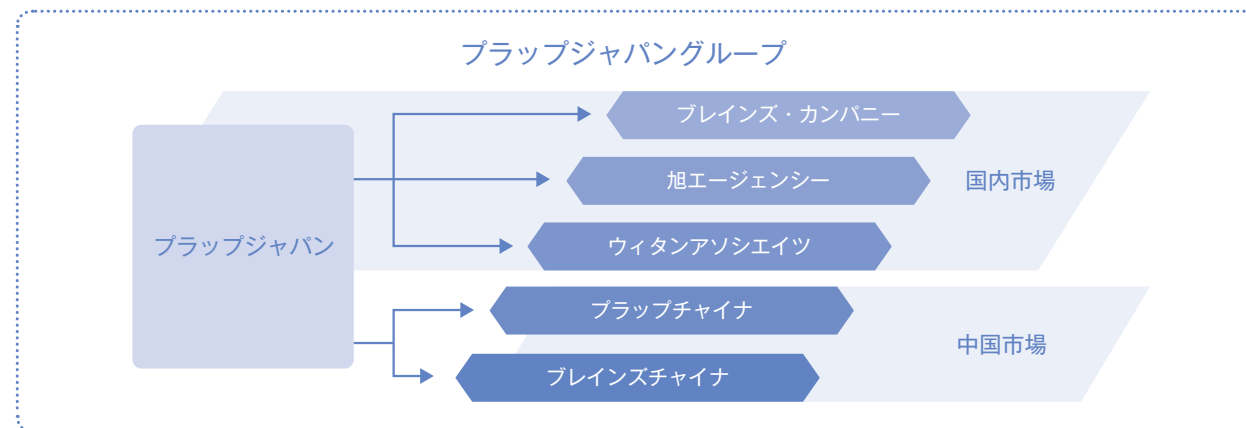 プラップジャパングループ
プラップジャパン
ブレインズ・カンパニー
旭エージェンシー
ウィタンアソシエイツ
国内市場
プラップチャイナ
ブレインズチャイナ
中国市場